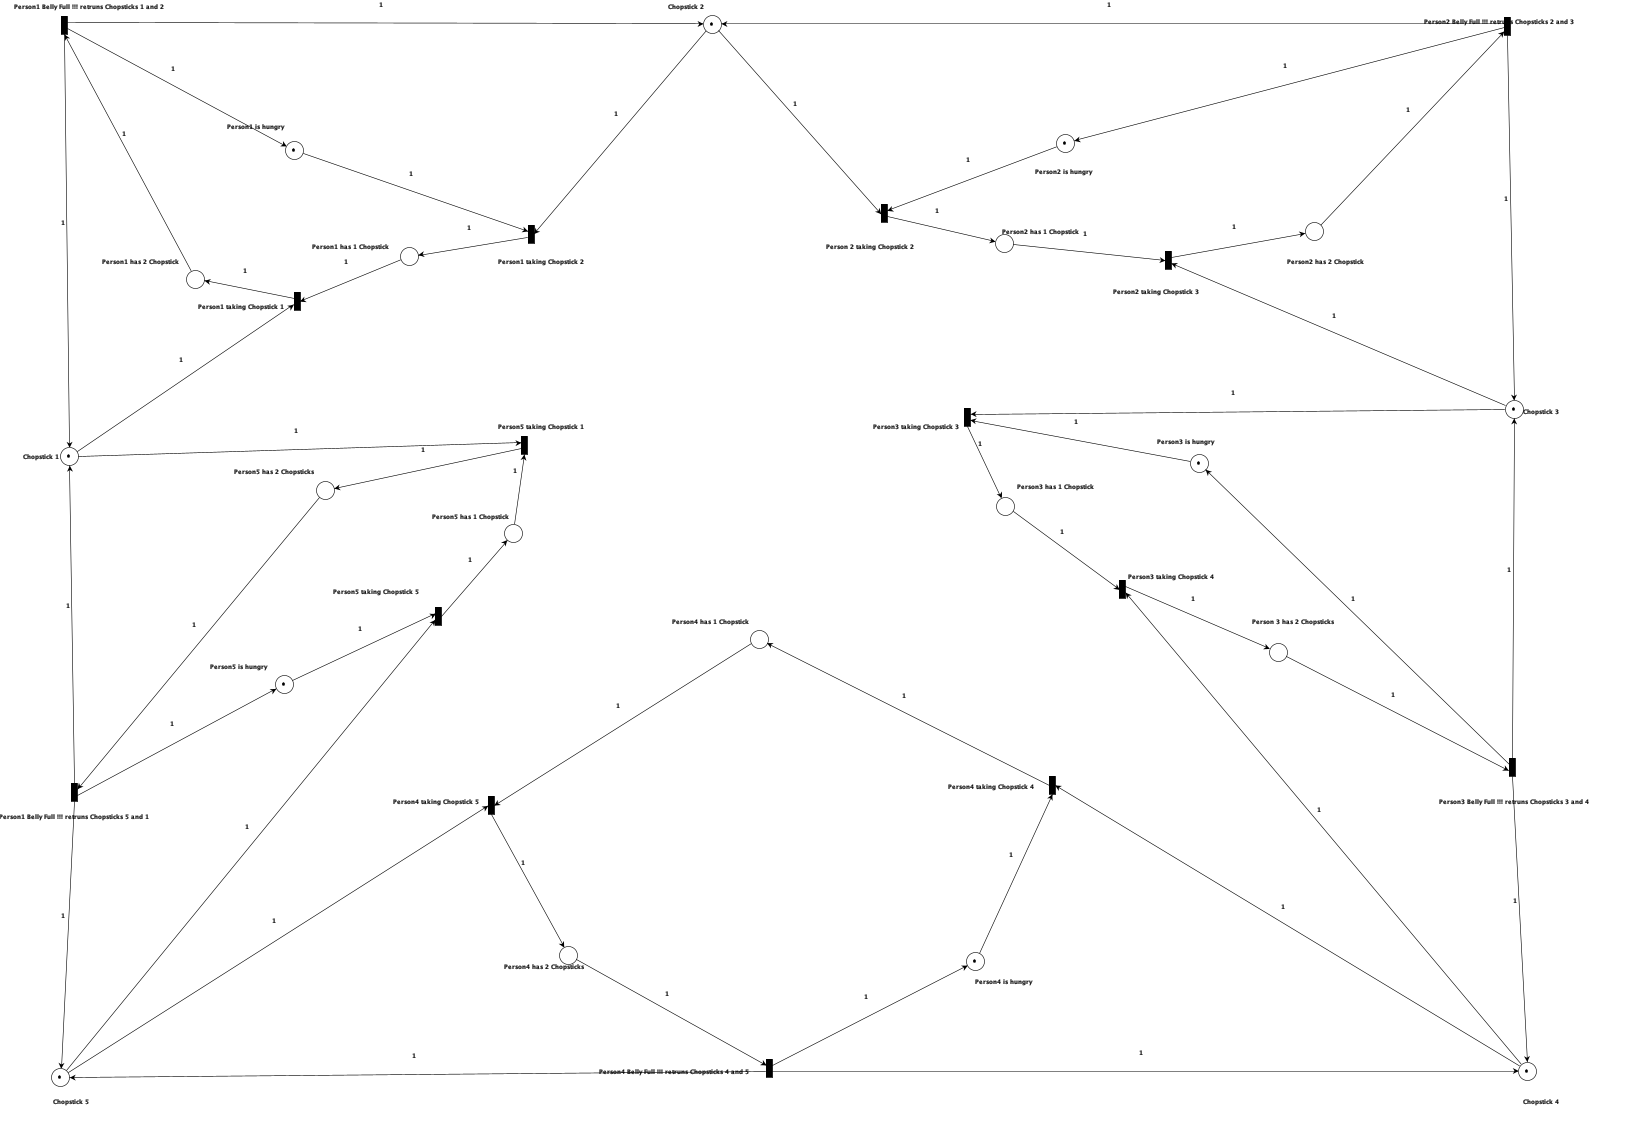 Person1 Belly Full !!! retruns Chopsticks 1 and 2
1
Chopstick 2
1
Person2 Belly Full !!! retruns Chopsticks 2 and 3
1
1
1
1
1
Person1 is hungry
1
1
1
Person2 is hungry
1
1
1
1
Person1 has 1 Chopstick
Person1 taking Chopstick 2
Person 2 taking Chopstick 2
Person2 has 1 Chopstick
1
1
Person2 has 2 Chopstick
Person1 has 2 Chopstick
1
1
Person2 taking Chopstick 3
Person1 taking Chopstick 1
1
1
1
Person5 taking Chopstick 1
Person3 taking Chopstick 3
1
Chopstick 3
1
1
1
Person3 is hungry
Chopstick 1
Person5 has 2 Chopsticks
1
Person3 has 1 Chopstick
Person5 has 1 Chopstick
1
1
1
Person3 taking Chopstick 4
Person5 taking Chopstick 5
1
1
1
1
1
Person4 has 1 Chopstick
Person 3 has 2 Chopsticks
Person5 is hungry
1
1
1
1
Person4 taking Chopstick 5
Person4 taking Chopstick 4
Person3 Belly Full !!! retruns Chopsticks 3 and 4
Person1 Belly Full !!! retruns Chopsticks 5 and 1
1
1
1
1
1
1
1
1
Person4 has 2 Chopsticks
Person4 is hungry
1
1
1
1
Person4 Belly Full !!! retruns Chopsticks 4 and 5
Chopstick 5
Chopstick 4